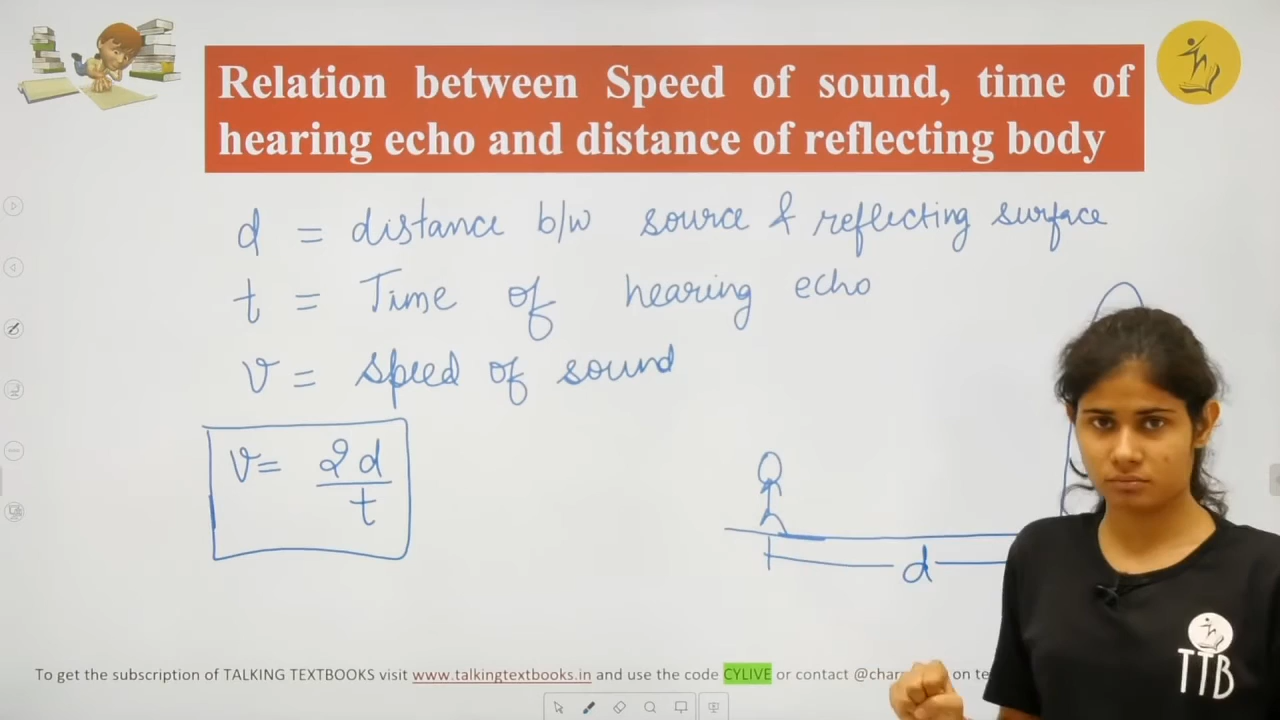 Relation between Speed of sound, time of
hearing echo and distance of reflecting body
d = distance b/w source & reflecting surface
t = Time of hearing echo
v = speed of sound
v = 2d/t
d
To get the subscription of TALKING TEXTBOOKS visit www.talkingtextbooks.in and use the code CYLIVE or contact
TTB